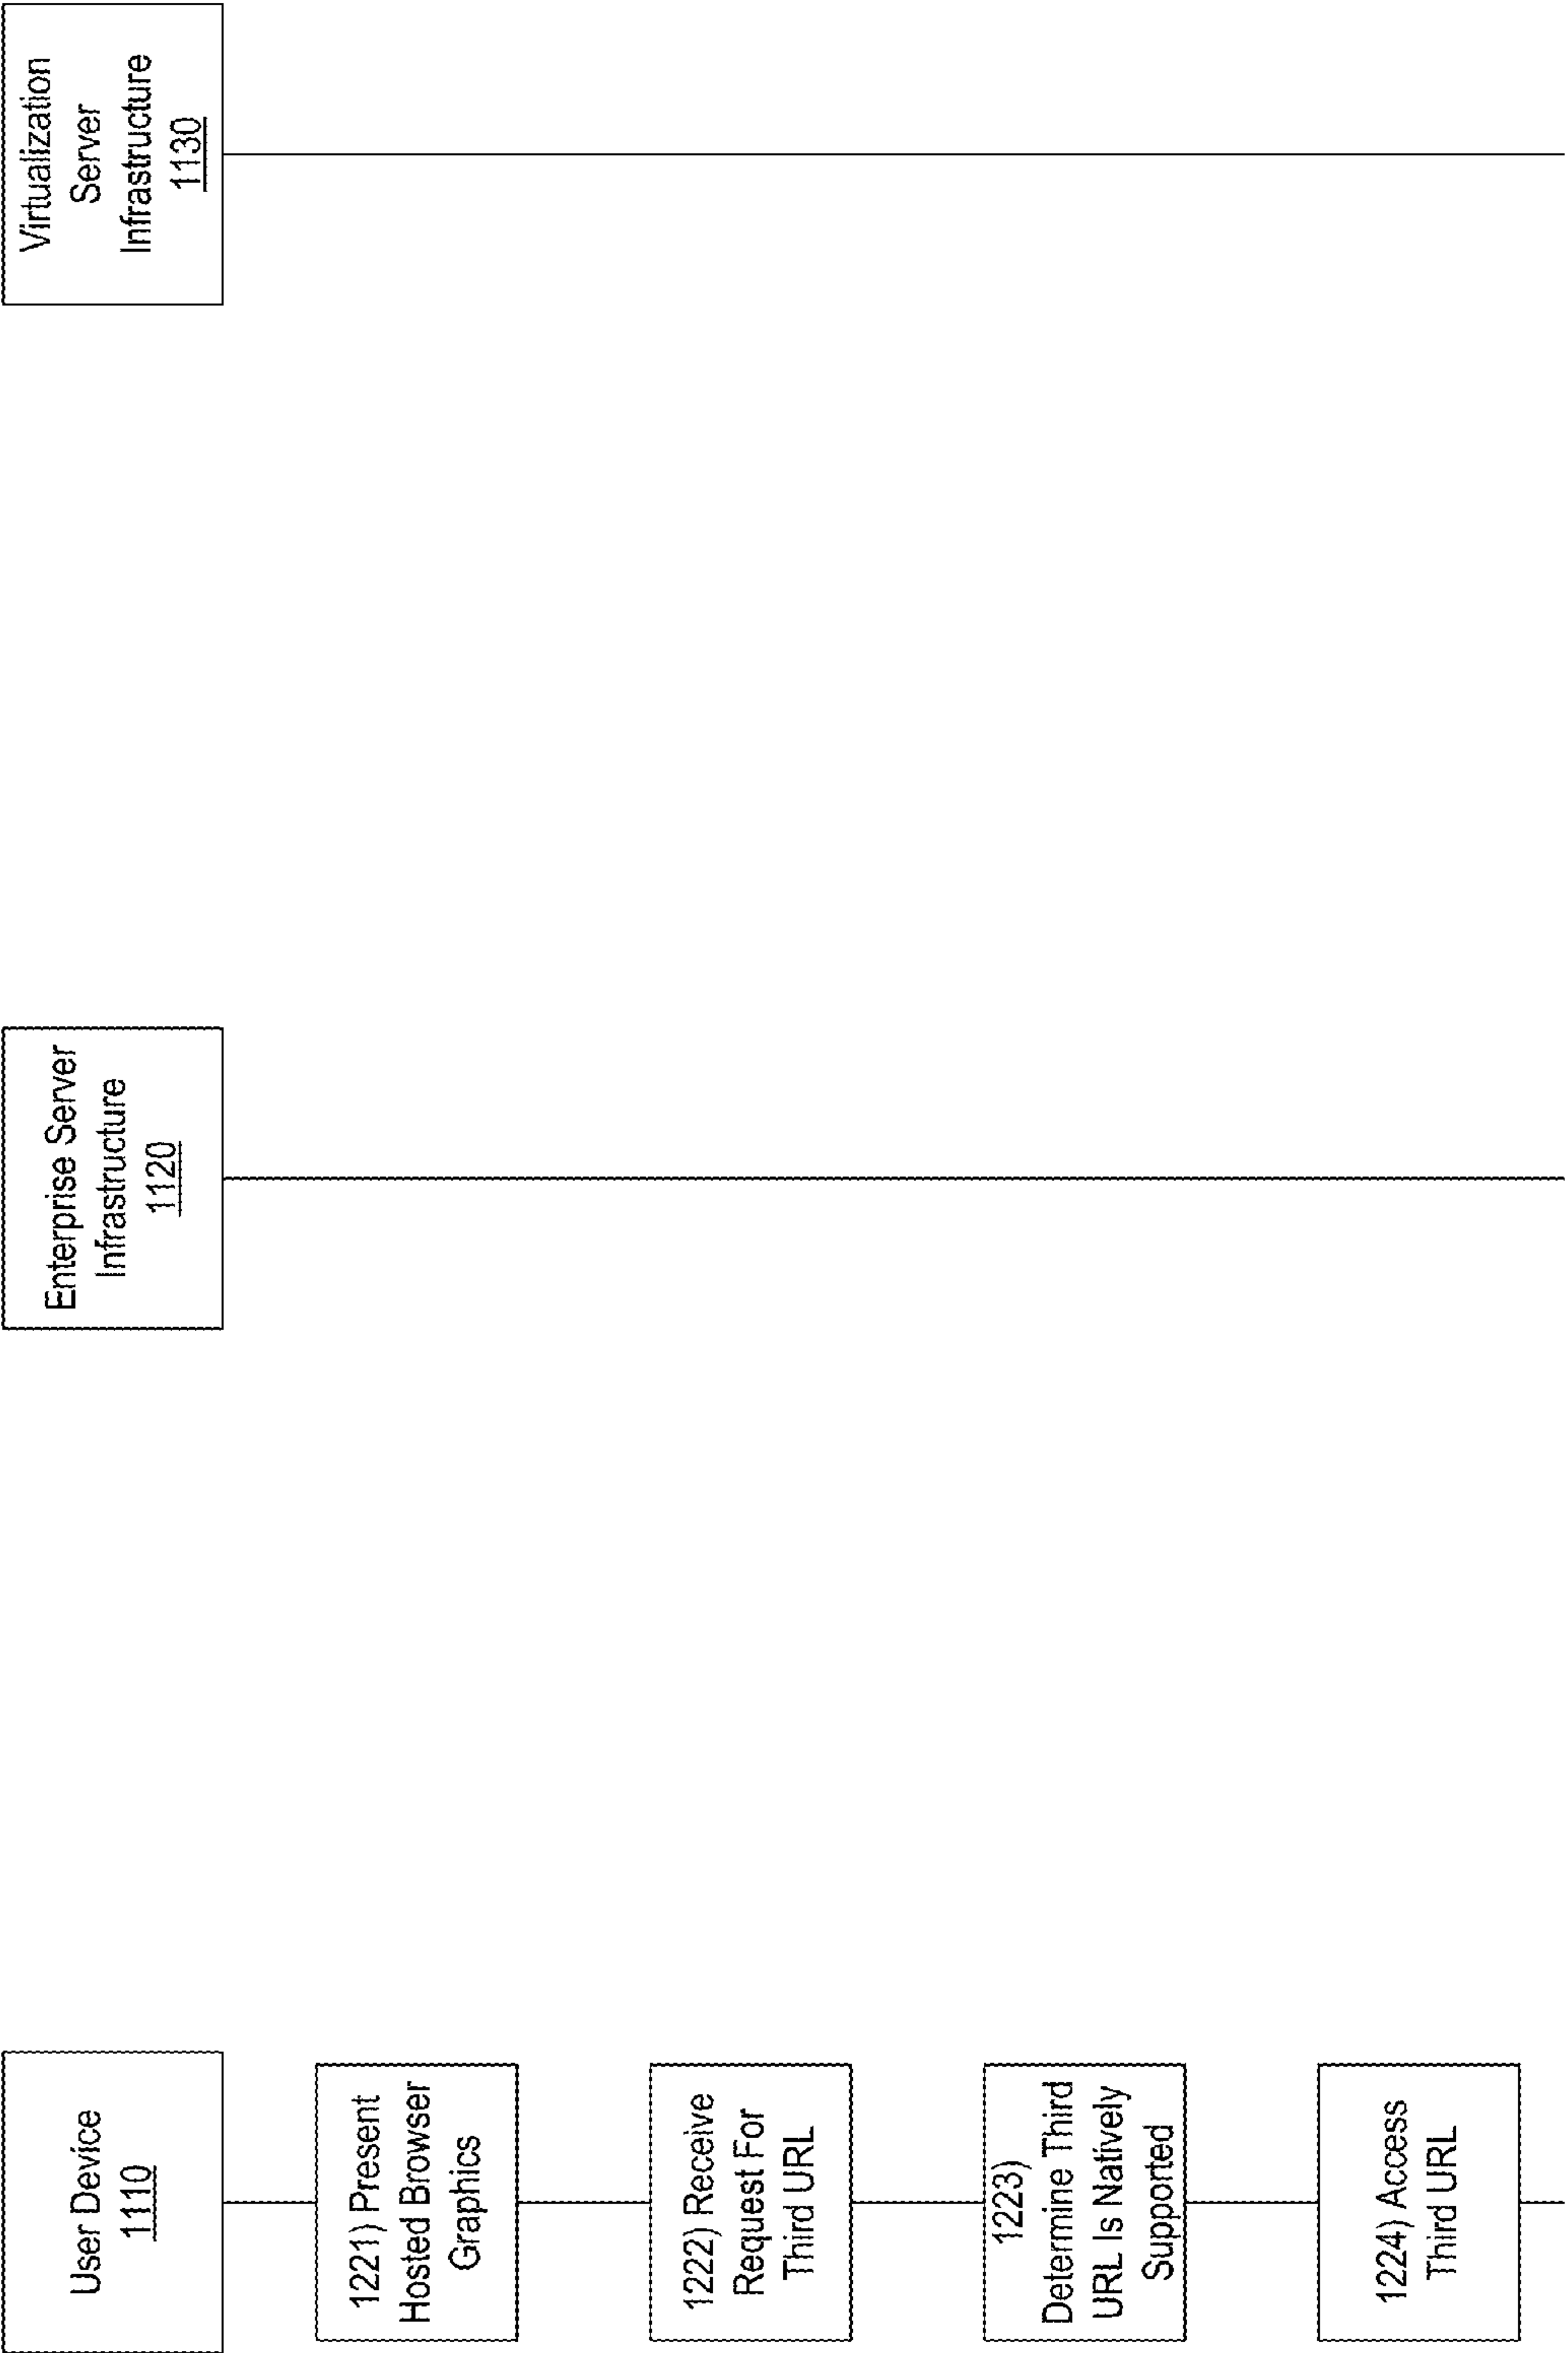 User Device
1110
Enterprise Server
Infrastructure
1120
Virtualization
Server
Infrastructure
1130
1221) Present
Hosted Browser
Graphics
1222) Receive
Request For
Third URL
1223)
Determine Third
URL Is Natively
Supported
1224) Access
Third URL